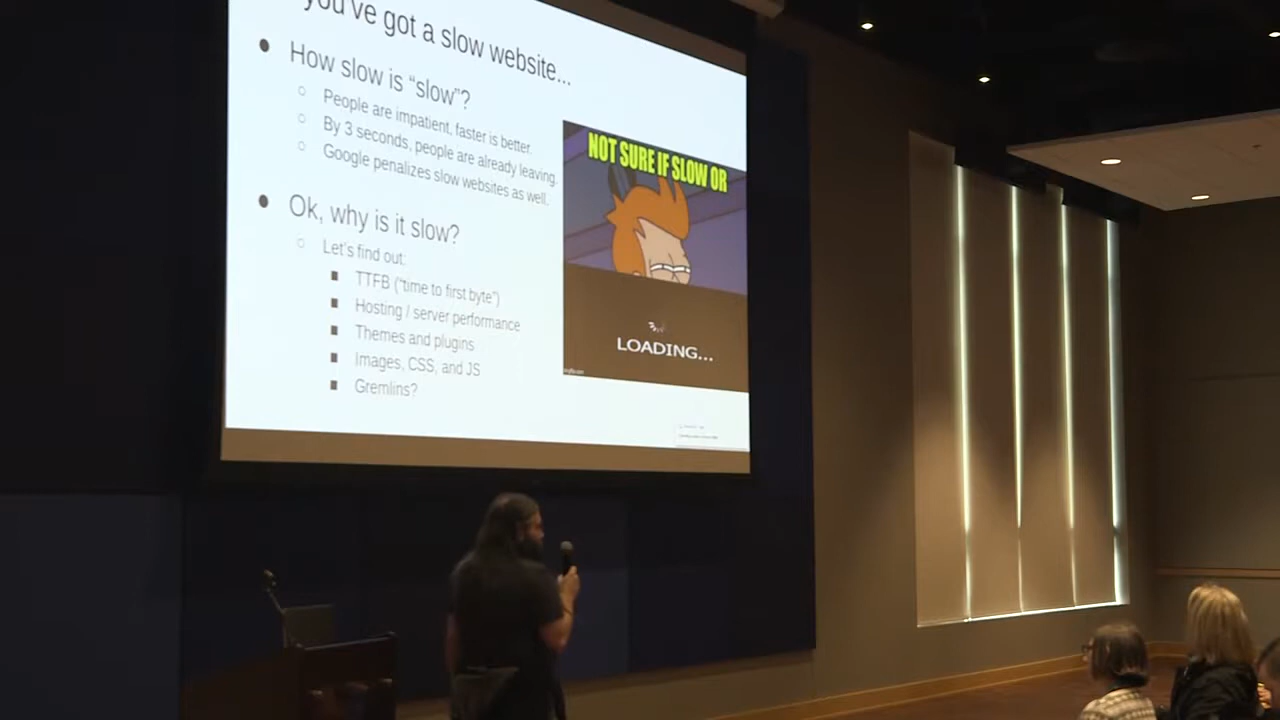 you've got a slow website...
How slow is “slow”?
People are impatient, faster is better.
By 3 seconds, people are already leaving.
Google penalizes slow websites as well.
Ok, why is it slow?
Let's find out:
TTFB (“time to first byte”)
Hosting / server performance
Themes and plugins
Images, CSS, and JS
Gremlins?
NOT SURE IF SLOW OR
LOADING...
imgflip.com